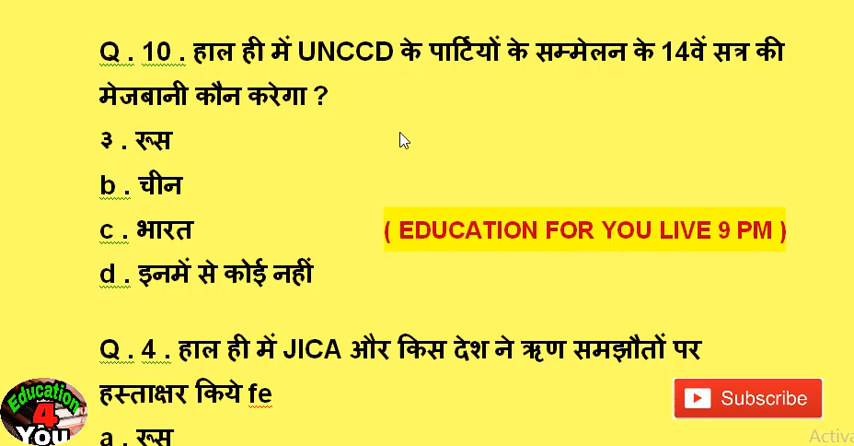 Q . 10 . हाल ही में UNCCD के पार्टियों के सम्मेलन के 14वें सत्र की
मेजबानी कौन करेगा ?
३ . रूस
b . चीन
c . भारत
( EDUCATION FOR YOU LIVE 9 PM )
d . इनमें से कोई नहीं
Q . 4 . हाल ही में JICA और किस देश ने ऋण समझौतों पर
हस्ताक्षर किये fe
a . रूस
Education
4
You
Subscribe
Activa